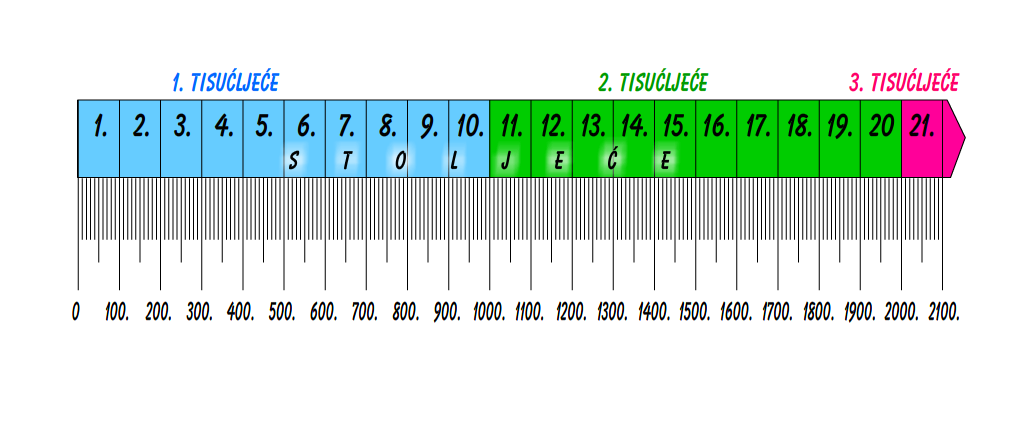 1. TISUĆLJEĆE 2. TISUĆLJEĆE 3. TISUĆLJEĆE
1. 2. 3. 4. 5. 6. 7. 8. 9. 10. 11. 12. 13. 14. 15. 16. 17. 18. 19. 20 21.
S T O L J E Ć E
0 100. 200. 300. 400. 500. 600. 700. 800. 900. 1000. 1100. 1200. 1300. 1400. 1500. 1600. 1700. 1800. 1900. 2000. 2100.